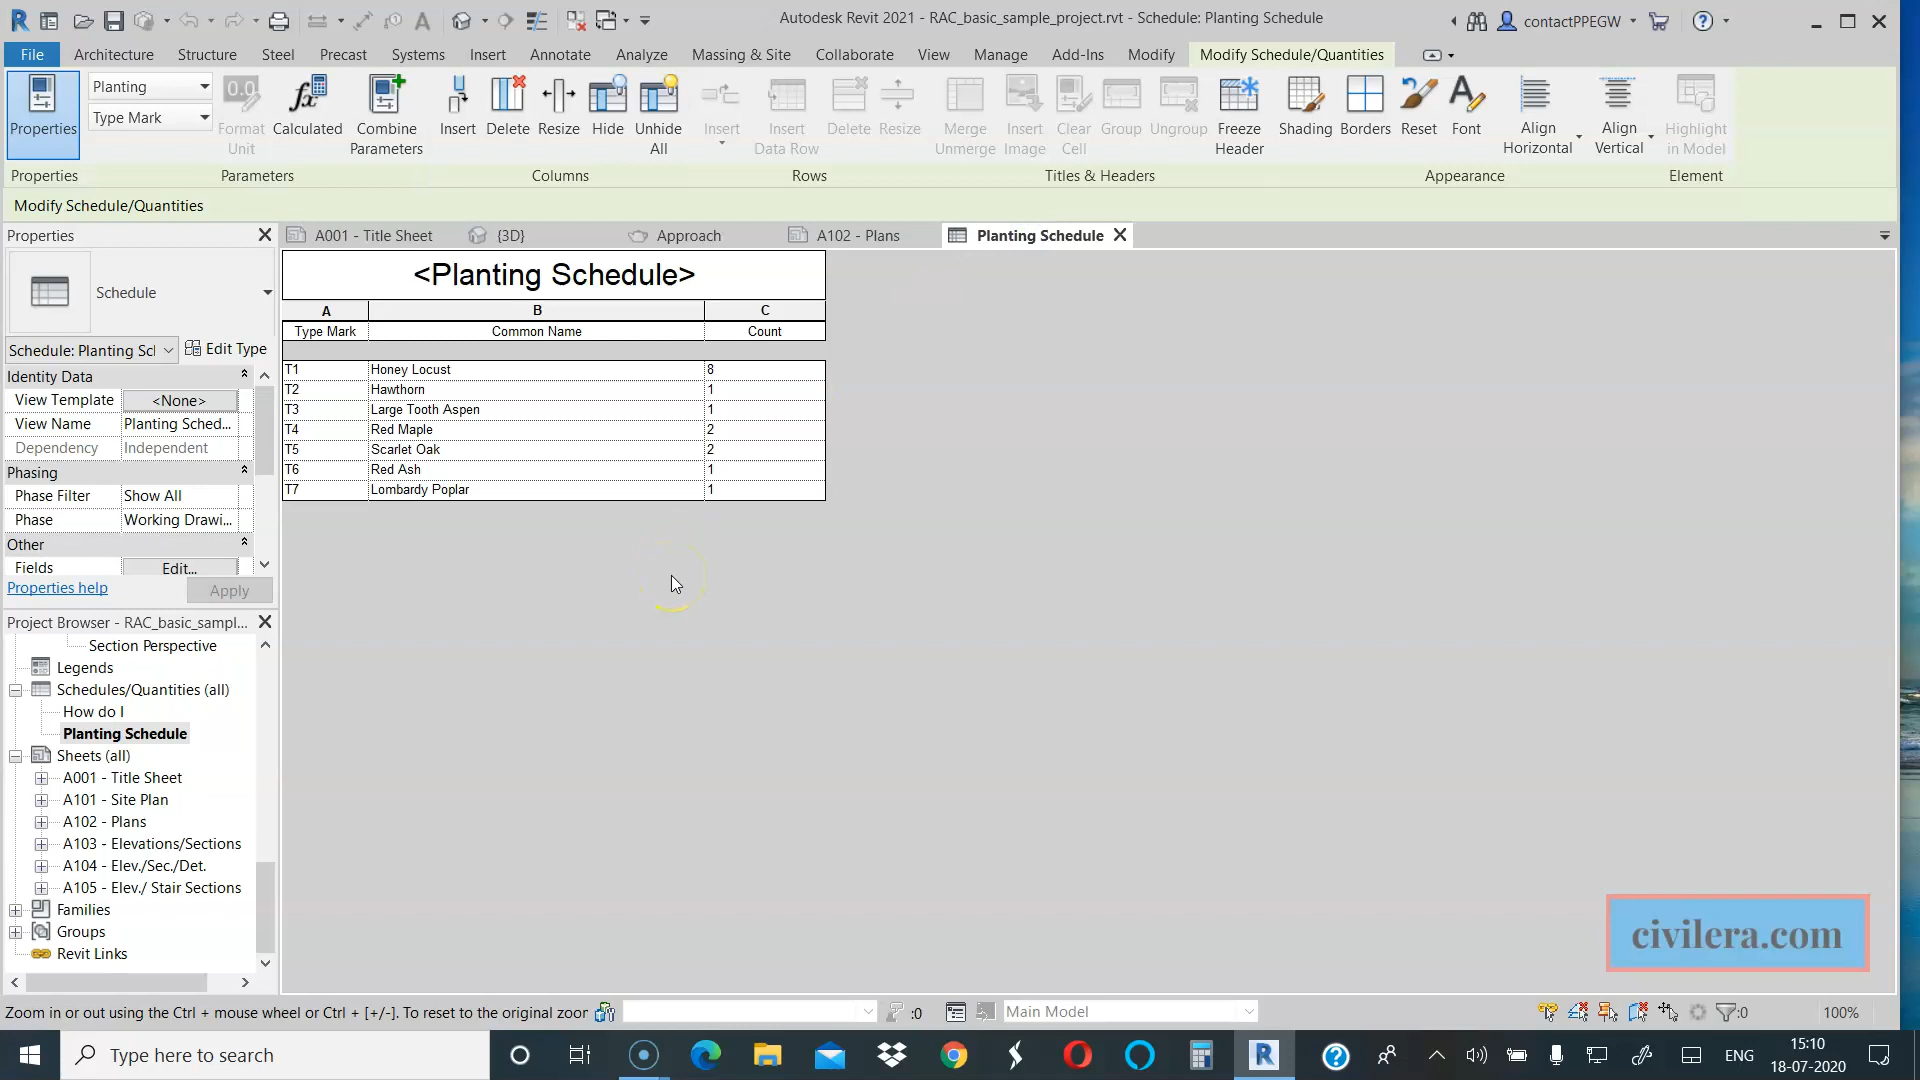 Autodesk Revit 2021 - RAC_basic_sample_project.rvt - Schedule: Planting Schedule
contactPPEGW
File Architecture Structure Steel Precast Systems Insert Annotate Analyze Massing & Site Collaborate View Manage Add-Ins Modify Modify Schedule/Quantities
Planting
Type Mark
Properties
Format Unit
Calculated
Combine Parameters
Insert
Delete
Resize
Hide
Unhide All
Insert
Insert Data Row
Delete
Resize
Merge Unmerge
Insert Image
Clear Cell
Group
Ungroup
Freeze Header
Shading
Borders
Reset
Font
Align Horizontal
Align Vertical
Highlight in Model
Properties Parameters Columns Rows Titles & Headers Appearance Element
Modify Schedule/Quantities
Properties
A001 - Title Sheet
{3D}
Approach
A102 - Plans
Planting Schedule
Schedule
Schedule: Planting Scl
Edit Type
Identity Data
View Template <None>
View Name Planting Sched...
Dependency Independent
Phasing
Phase Filter Show All
Phase Working Drawi...
Other
Fields Edit...
Properties help
Apply
<Planting Schedule>
A B C
Type Mark Common Name Count
T1 Honey Locust 8
T2 Hawthorn 1
T3 Large Tooth Aspen 1
T4 Red Maple 2
T5 Scarlet Oak 2
T6 Red Ash 1
T7 Lombardy Poplar 1
Project Browser - RAC_basic_sampl...
Section Perspective
Legends
Schedules/Quantities (all)
How do I
Planting Schedule
Sheets (all)
A001 - Title Sheet
A101 - Site Plan
A102 - Plans
A103 - Elevations/Sections
A104 - Elev./Sec./Det.
A105 - Elev./ Stair Sections
Families
Groups
Revit Links
civilera.com
Zoom in or out using the Ctrl + mouse wheel or Ctrl + [+/-]. To reset to the original zoor
:0
Main Model
:0
100%
Type here to search
ENG
15:10
18-07-2020